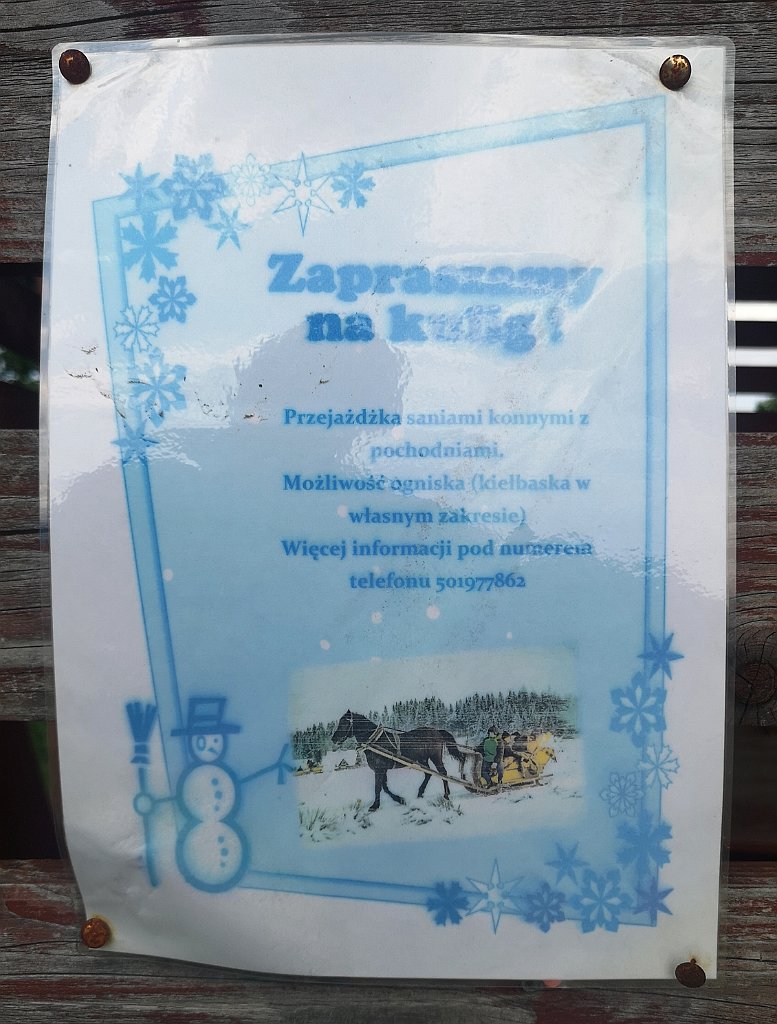 Zapraszamy
na kulig !
Przejażdżka saniami konnymi z
pochodniami.
Możliwość ogniska (kiełbaska w
własnym zakresie)
Więcej informacji pod numerem
telefonu 501977862